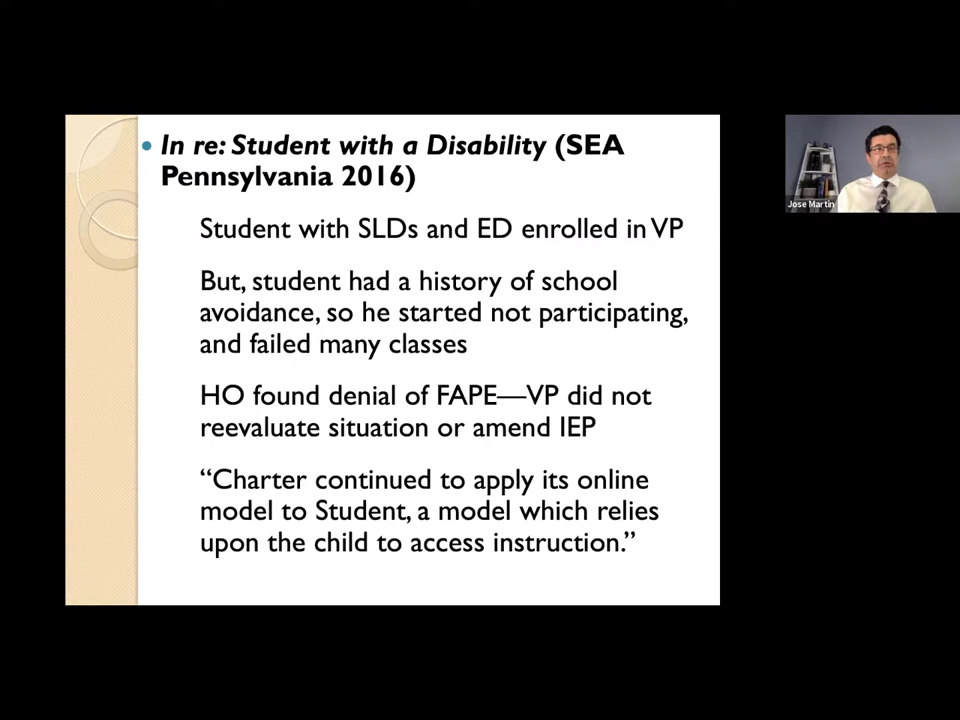 In re: Student with a Disability (SEA
Pennsylvania 2016)
Student with SLDs and ED enrolled in VP
But, student had a history of school
avoidance, so he started not participating,
and failed many classes
HO found denial of FAPE—VP did not
reevaluate situation or amend IEP
“Charter continued to apply its online
model to Student, a model which relies
upon the child to access instruction.”
Jose Martin